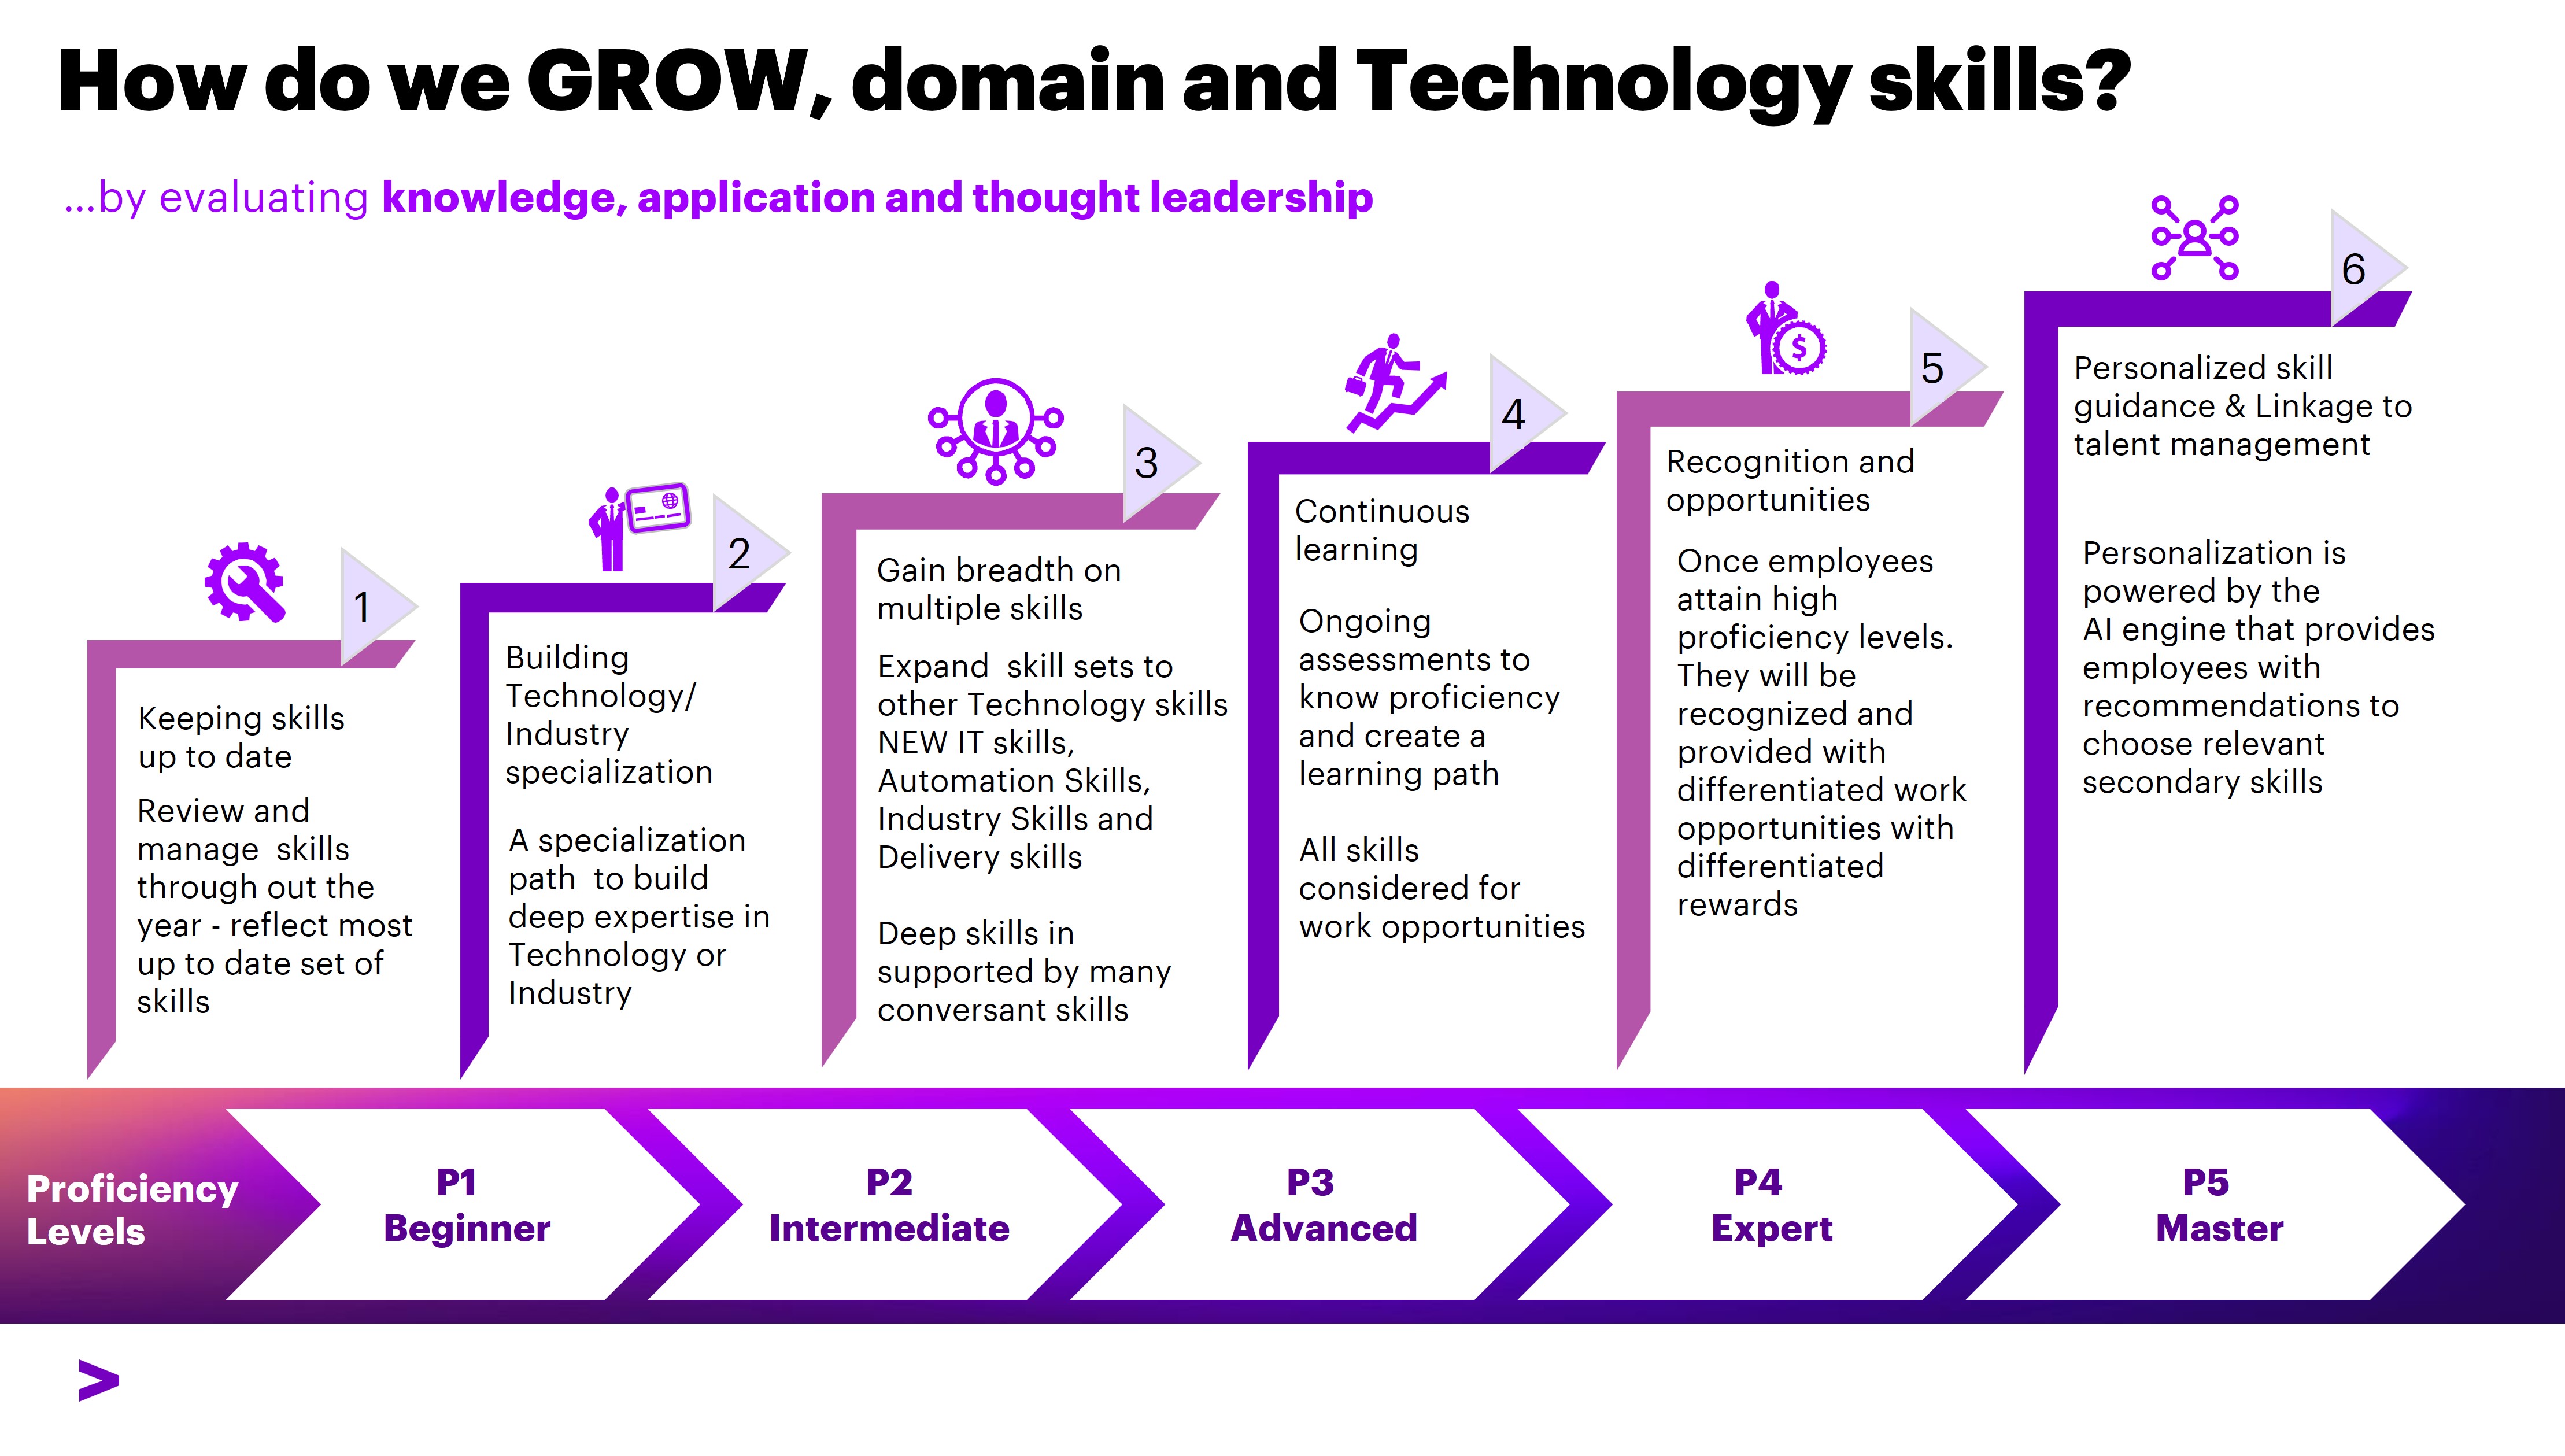 How do we GROW, domain and Technology skills?
...by evaluating knowledge, application and thought leadership
1
Keeping skills
up to date
Review and
manage  skills
through out the
year - reflect most
up to date set of
skills
2
Building
Technology/
Industry
specialization
A specialization
path  to build
deep expertise in
Technology or
Industry
3
Gain breadth on
multiple skills
Expand  skill sets to
other Technology skills
NEW IT skills,
Automation Skills,
Industry Skills and
Delivery skills
Deep skills in
supported by many
conversant skills
4
Continuous
learning
Ongoing
assessments to
know proficiency
and create a
learning path
All skills
considered for
work opportunities
5
Recognition and
opportunities
Once employees
attain high
proficiency levels.
They will be
recognized and
provided with
differentiated work
opportunities with
differentiated
rewards
6
Personalized skill
guidance & Linkage to
talent management
Personalization is
powered by the
AI engine that provides
employees with
recommendations to
choose relevant
secondary skills
Proficiency
Levels
P1
Beginner
P2
Intermediate
P3
Advanced
P4
Expert
P5
Master